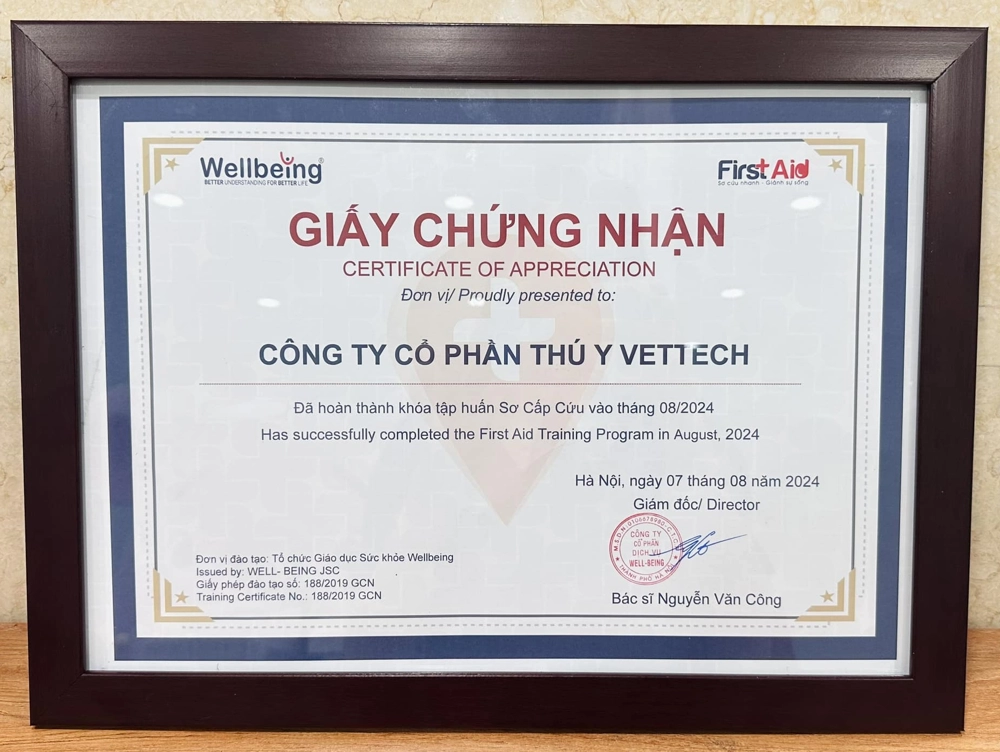 Wellbeing®
BETTER UNDERSTANDING FOR BETTER LIFE
First Aid
Sơ cứu nhanh - Giành sự sống
GIẤY CHỨNG NHẬN
CERTIFICATE OF APPRECIATION
Đơn vị/ Proudly presented to:
CÔNG TY CỔ PHẦN THÚ Y VETTECH
Đã hoàn thành khóa tập huấn Sơ Cấp Cứu vào tháng 08/2024
Has successfully completed the First Aid Training Program in August, 2024
Hà Nội, ngày 07 tháng 08 năm 2024
Giám đốc/ Director
CÔNG TY
CỔ PHẦN
DỊCH VỤ
WELL-BEING
THÀNH PHỐ HÀ NỘI
Đơn vị đào tạo: Tổ chức Giáo dục Sức khỏe Wellbeing
Issued by: WELL- BEING JSC
Giấy phép đào tạo số: 188/2019 GCN
Training Certificate No.: 188/2019 GCN
Bác sĩ Nguyễn Văn Công